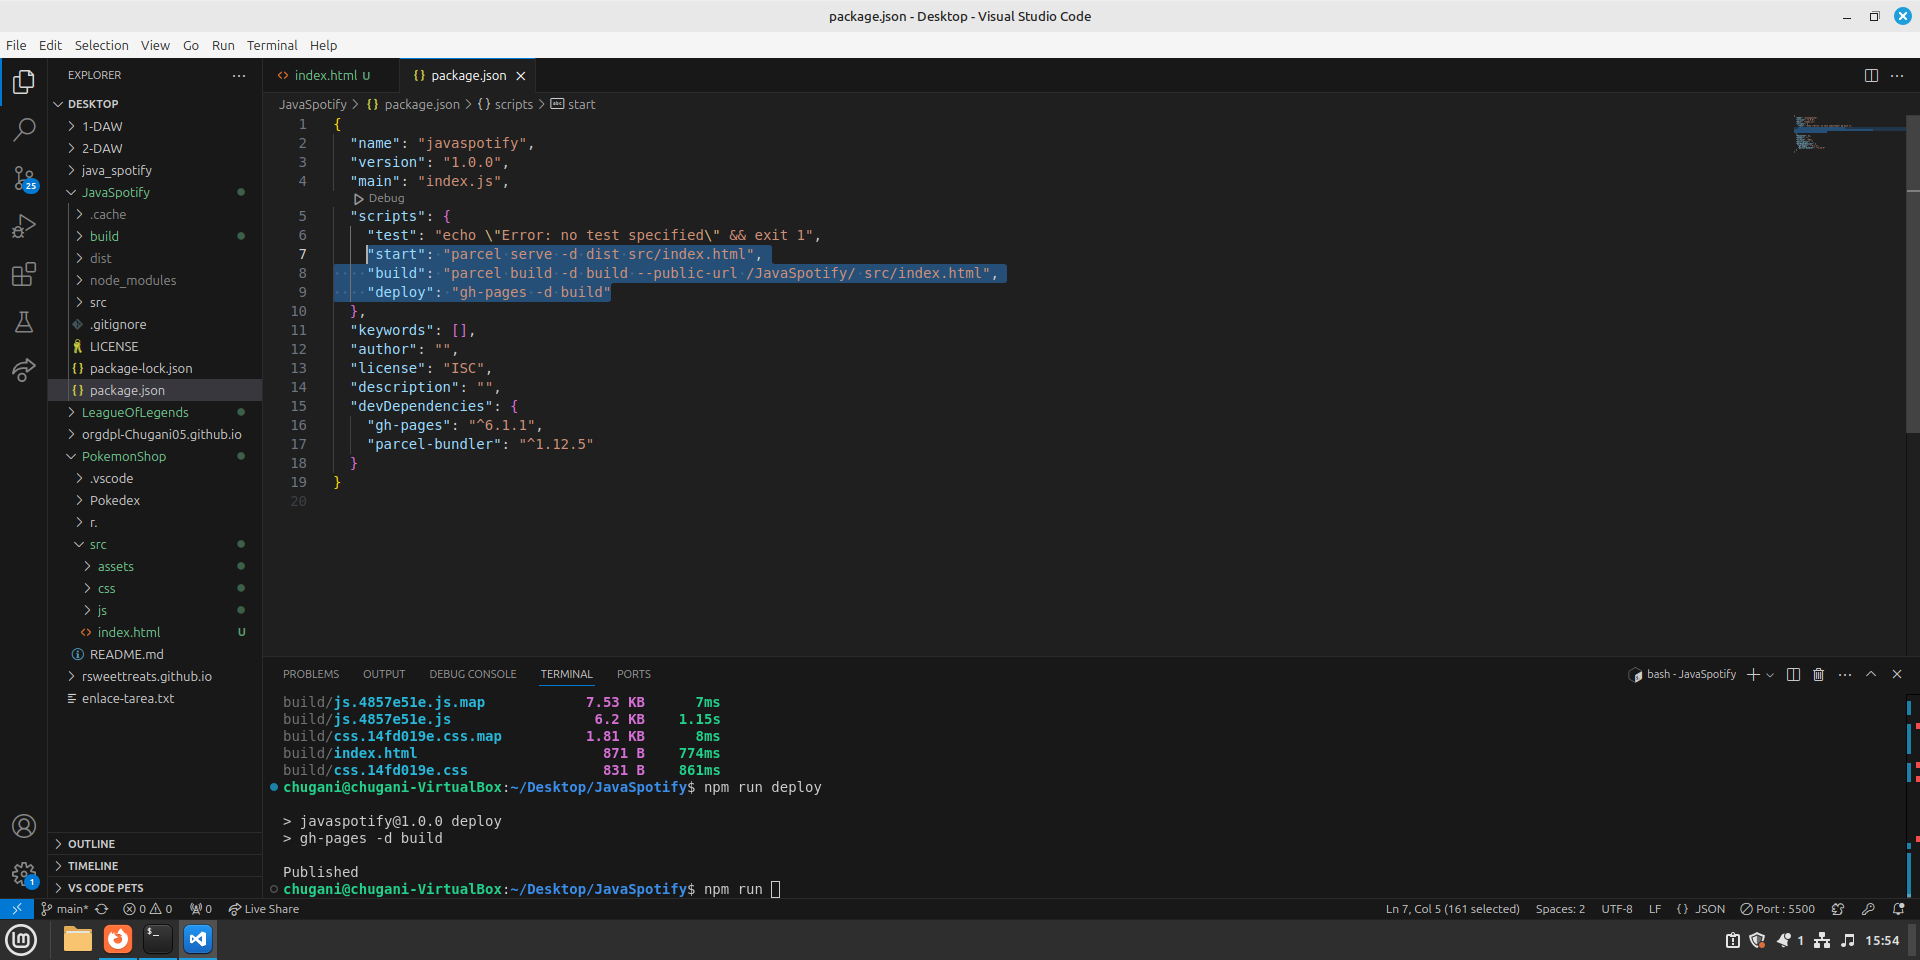 package.json - Desktop - Visual Studio Code
File Edit Selection View Go Run Terminal Help
EXPLORER
DESKTOP
1-DAW
2-DAW
java_spotify
JavaSpotify
.cache
build
dist
node_modules
src
.gitignore
LICENSE
package-lock.json
package.json
LeagueOfLegends
orgdpl-Chugani05.github.io
PokemonShop
.vscode
Pokedex
r.
src
assets
css
js
index.html U
README.md
rsweettreats.github.io
enlace-tarea.txt
OUTLINE
TIMELINE
VS CODE PETS
25
1
index.html U
package.json
JavaSpotify > {} package.json > {} scripts > abc start
1 {
2 "name": "javaspotify",
3 "version": "1.0.0",
4 "main": "index.js",
Debug
5 "scripts": {
6 "test": "echo \"Error: no test specified\" && exit 1",
7 "start": "parcel serve -d dist src/index.html",
8 "build": "parcel build -d build --public-url /JavaSpotify/ src/index.html",
9 "deploy": "gh-pages -d build"
10 },
11 "keywords": [],
12 "author": "",
13 "license": "ISC",
14 "description": "",
15 "devDependencies": {
16 "gh-pages": "^6.1.1",
17 "parcel-bundler": "^1.12.5"
18 }
19 }
20
PROBLEMS OUTPUT DEBUG CONSOLE TERMINAL PORTS
bash - JavaSpotify
build/js.4857e51e.js.map 7.53 KB 7ms
build/js.4857e51e.js 6.2 KB 1.15s
build/css.14fd019e.css.map 1.81 KB 8ms
build/index.html 871 B 774ms
build/css.14fd019e.css 831 B 861ms
chugani@chugani-VirtualBox:~/Desktop/JavaSpotify$ npm run deploy
> javaspotify@1.0.0 deploy
> gh-pages -d build
Published
chugani@chugani-VirtualBox:~/Desktop/JavaSpotify$ npm run
main* 0 0 0 Live Share
Ln 7, Col 5 (161 selected) Spaces: 2 UTF-8 LF {} JSON Port : 5500
1 15:54